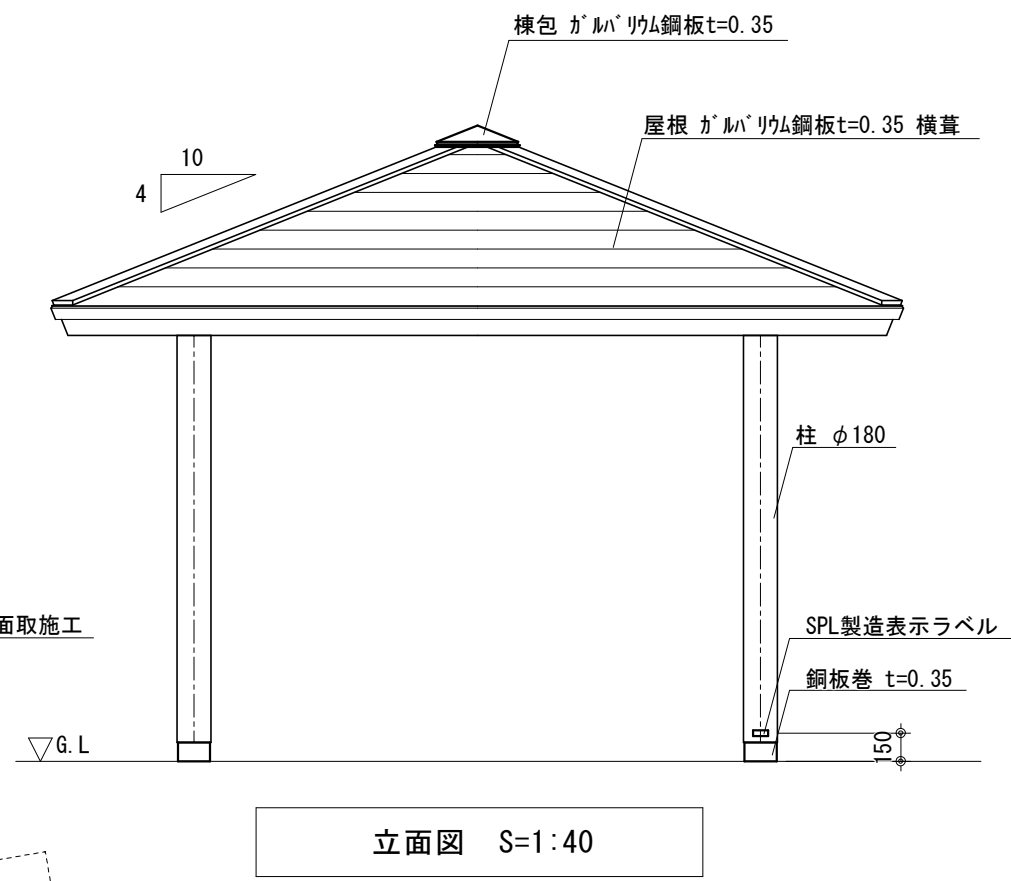 棟包 ガルバリウム鋼板t=0.35
屋根 ガルバリウム鋼板t=0.35 横葺
10
4
柱 φ180
面取施工
SPL製造表示ラベル
銅板巻 t=0.35
G.L
150
立面図 S=1:40